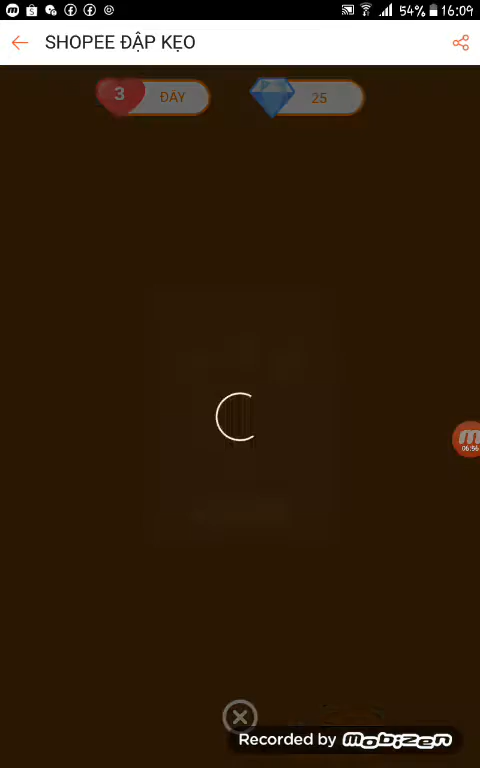 54% 16:09
SHOPEE ĐẬP KẸO
3 ĐẦY 25
06:56
Recorded by mobizen